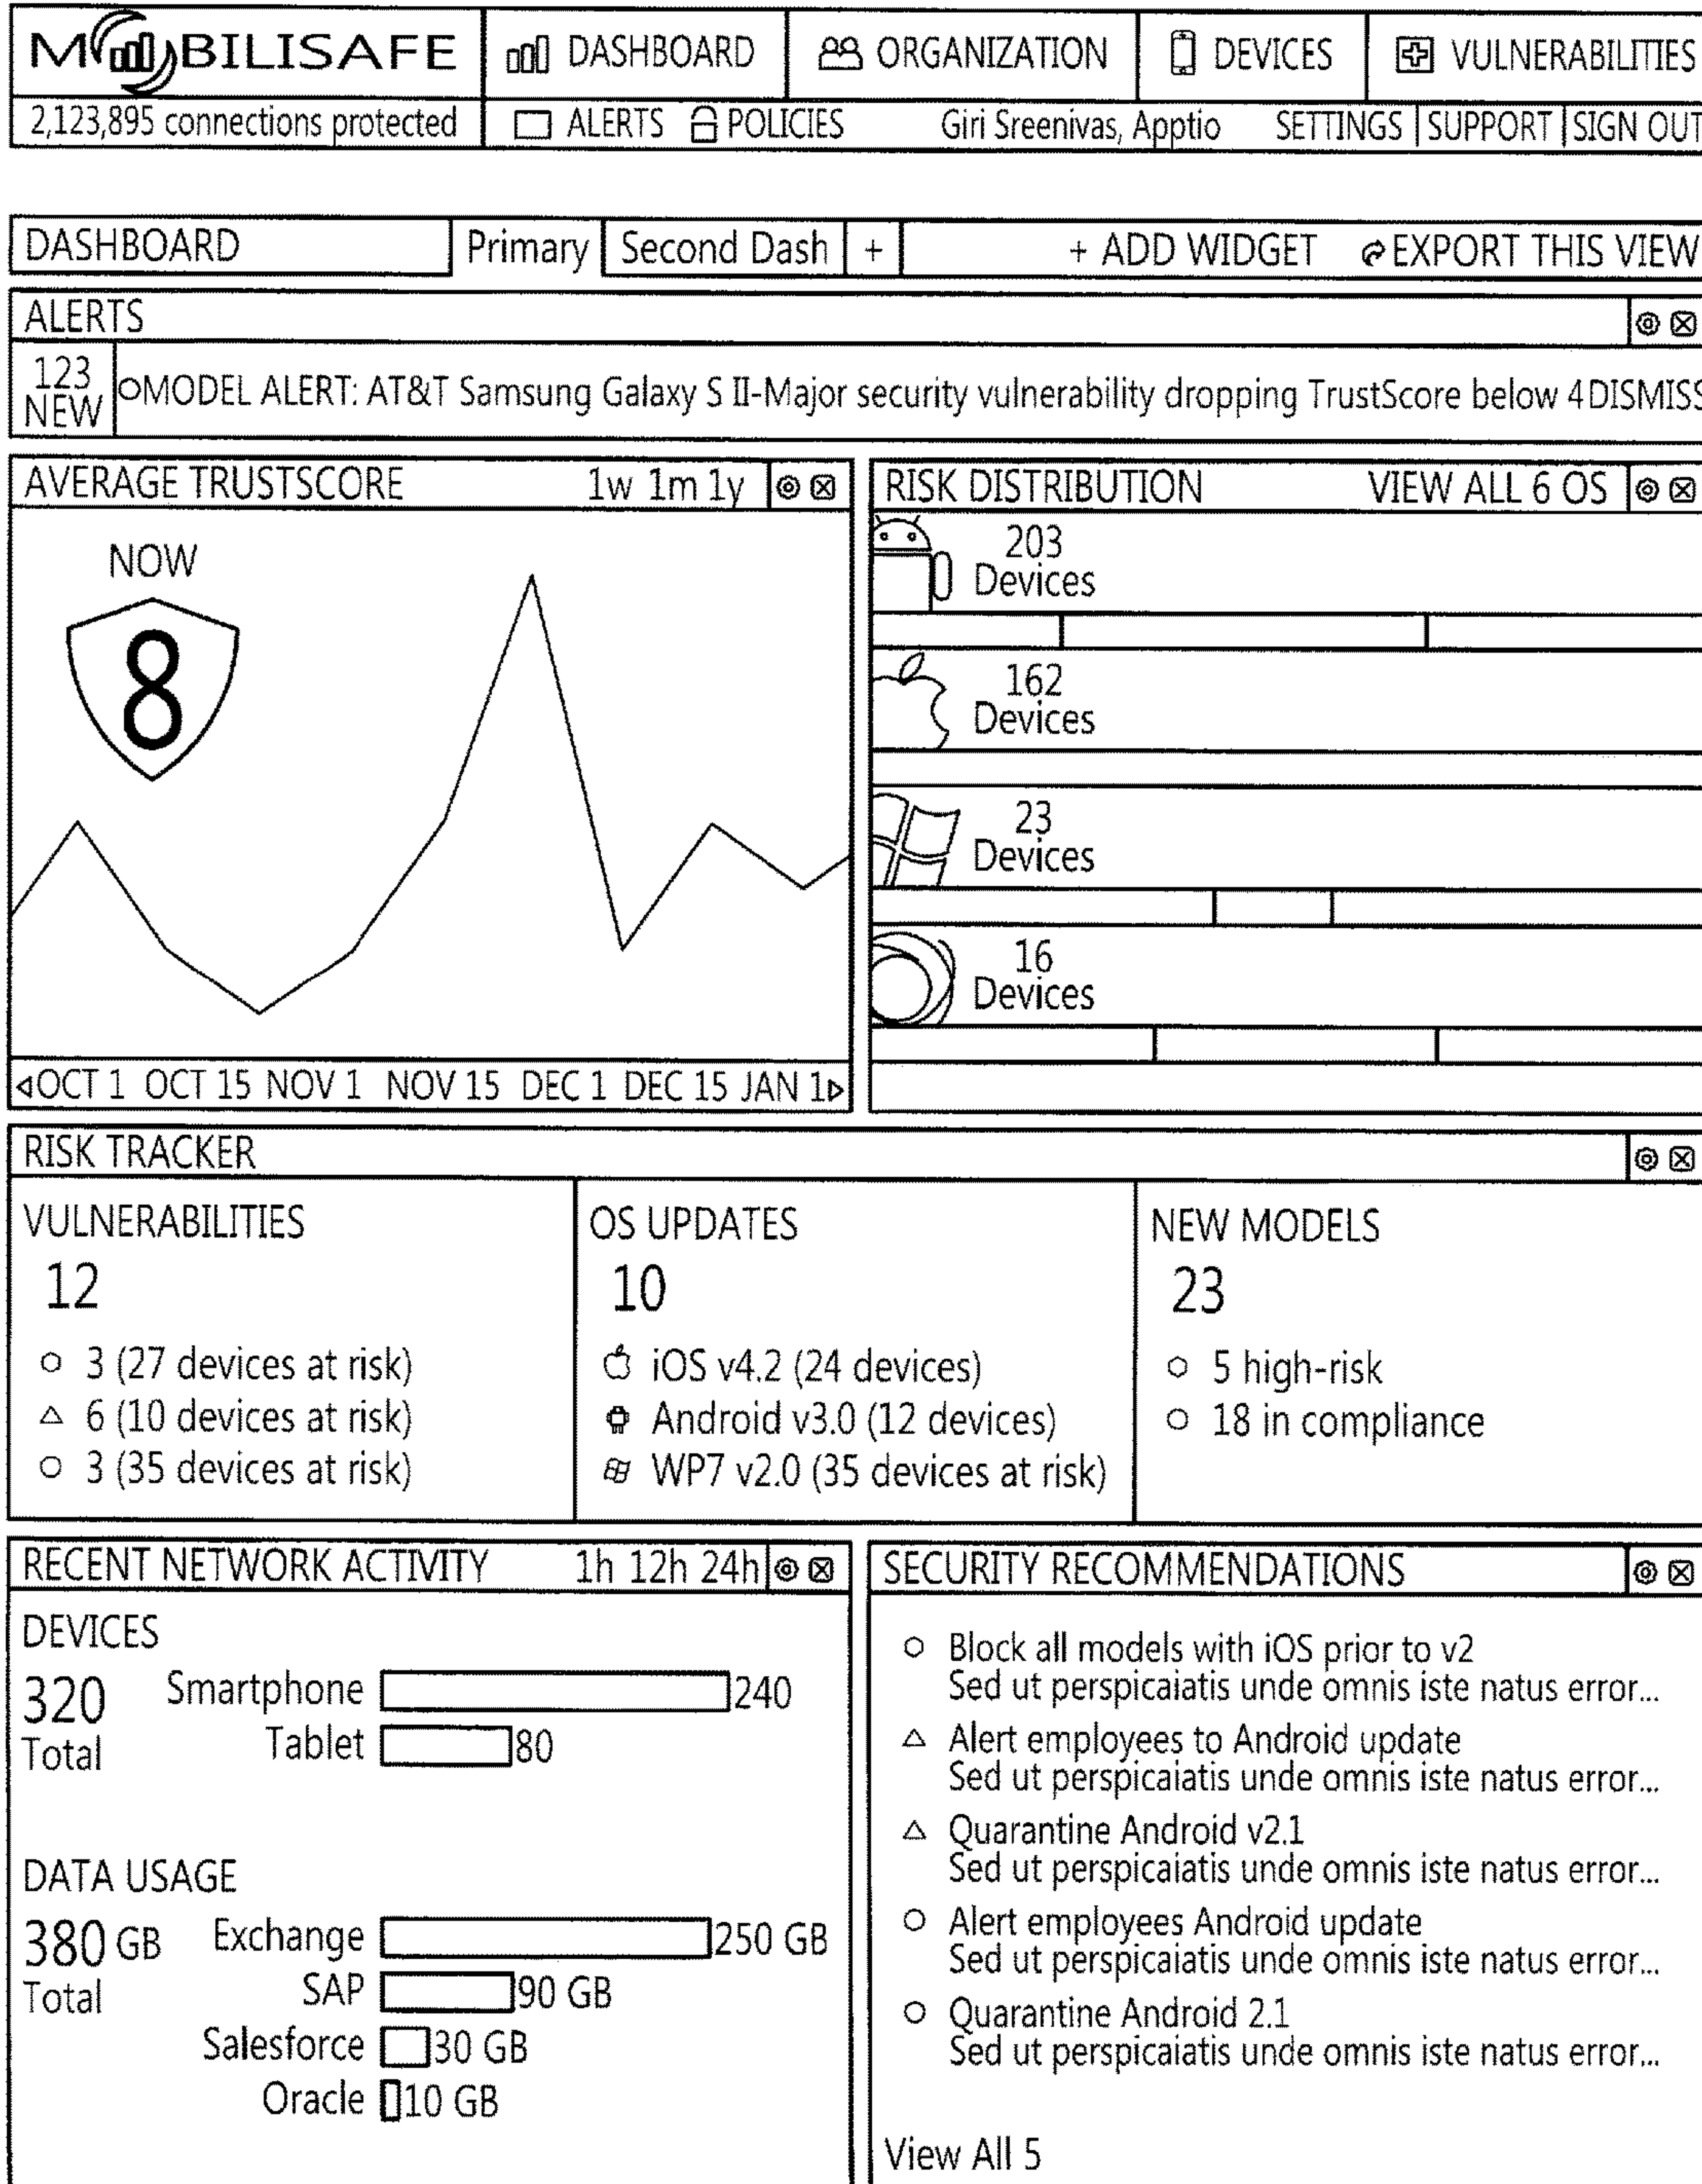 MOBILISAFE
DASHBOARD
ORGANIZATION
DEVICES
VULNERABILITIES
2,123,895 connections protected
ALERTS
POLICIES
Giri Sreenivas, Apptio
SETTINGS | SUPPORT | SIGN OUT
DASHBOARD
Primary
Second Dash
+
+ ADD WIDGET
EXPORT THIS VIEW
ALERTS
123
NEW
MODEL ALERT: AT&T Samsung Galaxy S II-Major security vulnerability dropping TrustScore below 4 DISMISS
AVERAGE TRUSTSCORE
1w 1m 1y
NOW
8
OCT 1 OCT 15 NOV 1 NOV 15 DEC 1 DEC 15 JAN 1
RISK DISTRIBUTION
VIEW ALL 6 OS
203
Devices
162
Devices
23
Devices
16
Devices
RISK TRACKER
VULNERABILITIES
12
3 (27 devices at risk)
6 (10 devices at risk)
3 (35 devices at risk)
OS UPDATES
10
iOS v4.2 (24 devices)
Android v3.0 (12 devices)
WP7 v2.0 (35 devices at risk)
NEW MODELS
23
5 high-risk
18 in compliance
RECENT NETWORK ACTIVITY
1h 12h 24h
DEVICES
320
Total
Smartphone 240
Tablet 80
DATA USAGE
380 GB
Total
Exchange 250 GB
SAP 90 GB
Salesforce 30 GB
Oracle 10 GB
SECURITY RECOMMENDATIONS
Block all models with iOS prior to v2
Sed ut perspicaiatis unde omnis iste natus error...
Alert employees to Android update
Sed ut perspicaiatis unde omnis iste natus error...
Quarantine Android v2.1
Sed ut perspicaiatis unde omnis iste natus error...
Alert employees Android update
Sed ut perspicaiatis unde omnis iste natus error...
Quarantine Android 2.1
Sed ut perspicaiatis unde omnis iste natus error...
View All 5